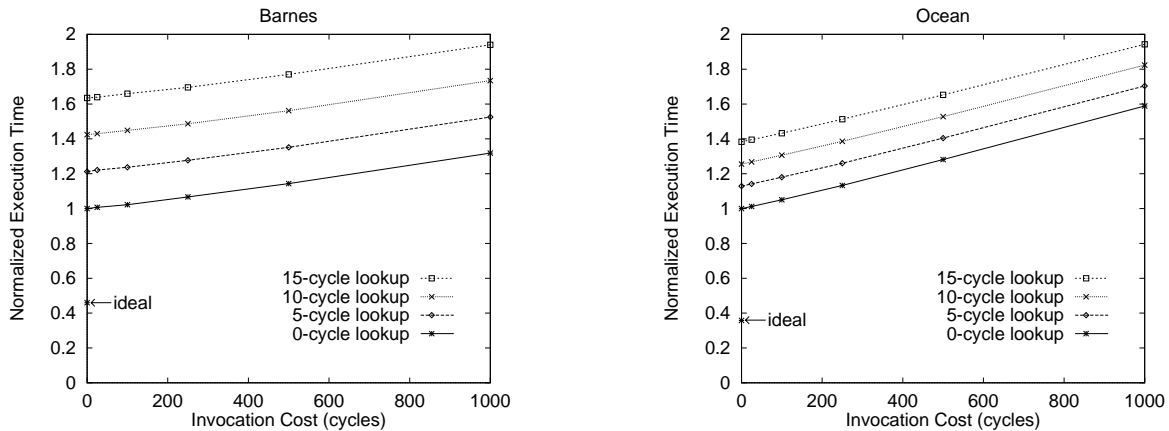 Barnes
Normalized Execution Time
2
1.8
1.6
1.4
1.2
1
0.8
0.6
0.4
0.2
0
ideal
15-cycle lookup
10-cycle lookup
5-cycle lookup
0-cycle lookup
0 200 400 600 800 1000
Invocation Cost (cycles)
Ocean
Normalized Execution Time
2
1.8
1.6
1.4
1.2
1
0.8
0.6
0.4
0.2
0
ideal
15-cycle lookup
10-cycle lookup
5-cycle lookup
0-cycle lookup
0 200 400 600 800 1000
Invocation Cost (cycles)